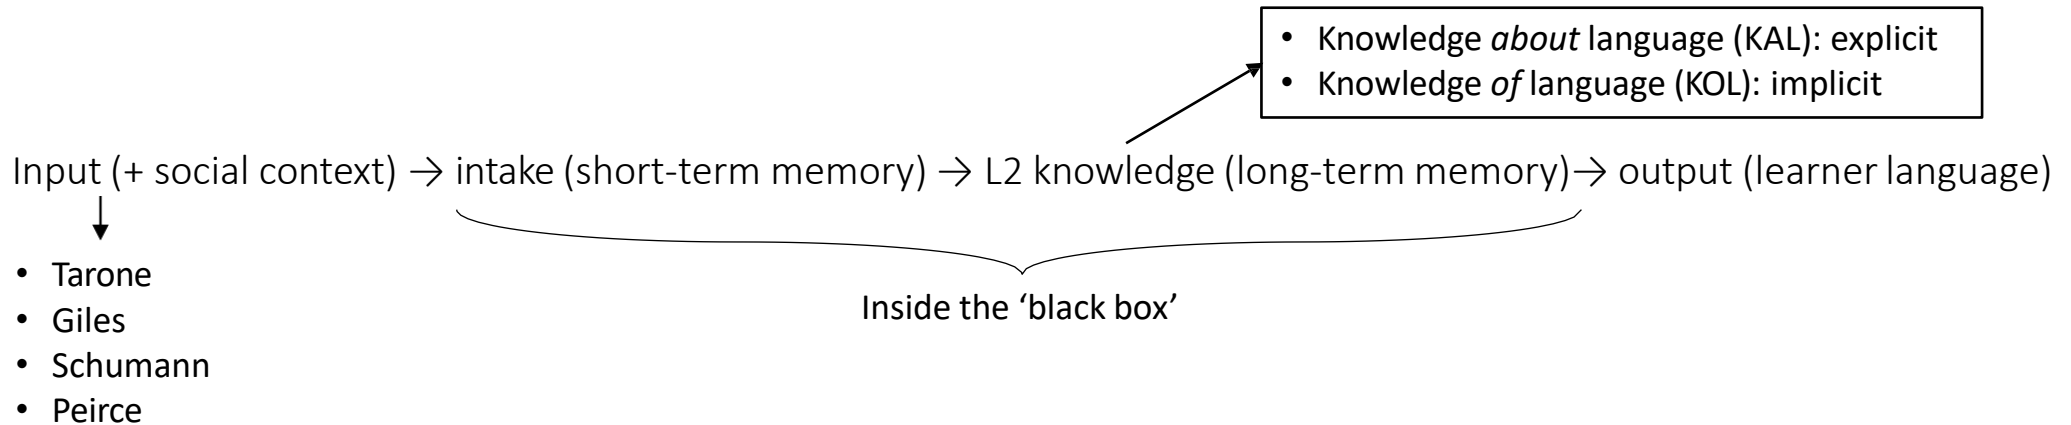 • Knowledge about language (KAL): explicit
• Knowledge of language (KOL): implicit
Input (+ social context) → intake (short-term memory) → L2 knowledge (long-term memory)→ output (learner language)
• Tarone
• Giles
• Schumann
• Peirce
Inside the ‘black box’